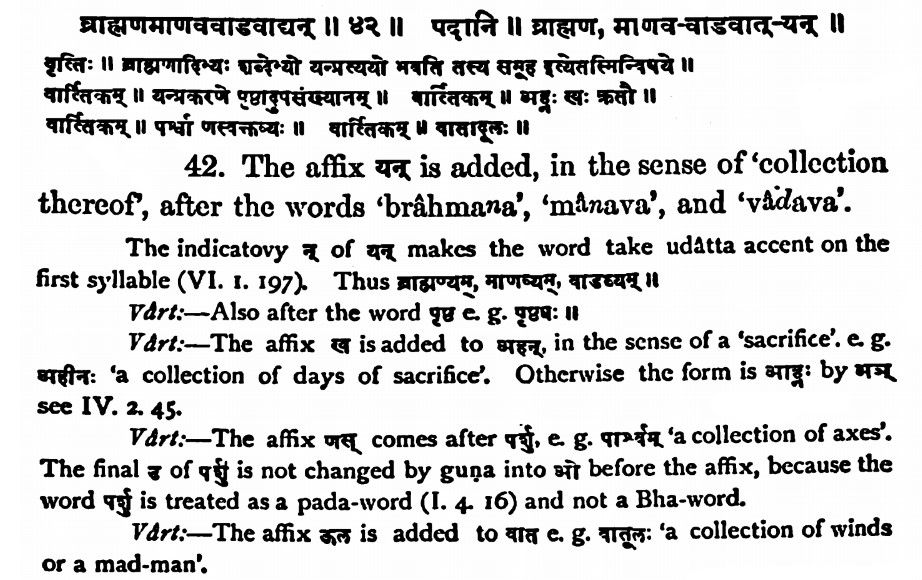 ब्राह्मणमाणववाडवाद्यन् ॥ ४२ ॥ पदानि ॥ ब्राह्मण, माणव-वाडवात्-यन् ॥
वृत्तिः ॥ ब्राह्मणादिभ्यः शब्देभ्यो यन्प्रत्ययो भवति तस्य समूह इत्येतस्मिन्विषये ॥
वार्त्तिकम् ॥ यन्प्रकरणे पृष्ठादुपसंख्यानम् ॥ वार्त्तिकम् ॥ अह्नः खः क्रतौ ॥
वार्त्तिकम् ॥ पर्श्वा णस्वक्तव्यः ॥ वार्त्तिकम् ॥ वातादूलः ॥
42. The affix यन् is added, in the sense of 'collection
thereof', after the words 'brâhmana', 'mânava', and 'vâḍava'.
The indicatovy न् of यन् makes the word take udâtta accent on the
first syllable (VI. 1. 197). Thus ब्राह्मण्यम्, माणव्यम्, वाडव्यम् ॥
Vârt:—Also after the word पृष्ठ e. g. पृष्ठ्यः ॥
Vârt:—The affix ख is added to अहन्, in the sense of a 'sacrifice'. e. g.
अहीनः 'a collection of days of sacrifice'. Otherwise the form is आह्नः by अञ्
see IV. 2. 45.
Vârt:—The affix णस् comes after पर्शु, e. g. पार्श्वम् 'a collection of axes'.
The final उ of पर्शु is not changed by guṇa into ओ before the affix, because the
word पर्शु is treated as a pada-word (I. 4. 16) and not a Bha-word.
Vârt:—The affix ऊल is added to वात e. g. वातूलः 'a collection of winds
or a mad-man'.